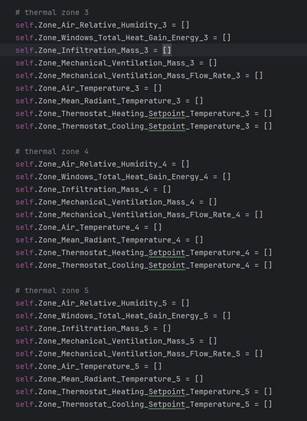 # thermal zone 3
self.Zone_Air_Relative_Humidity_3 = []
self.Zone_Windows_Total_Heat_Gain_Energy_3 = []
self.Zone_Infiltration_Mass_3 = []
self.Zone_Mechanical_Ventilation_Mass_3 = []
self.Zone_Mechanical_Ventilation_Mass_Flow_Rate_3 = []
self.Zone_Air_Temperature_3 = []
self.Zone_Mean_Radiant_Temperature_3 = []
self.Zone_Thermostat_Heating_Setpoint_Temperature_3 = []
self.Zone_Thermostat_Cooling_Setpoint_Temperature_3 = []
# thermal zone 4
self.Zone_Air_Relative_Humidity_4 = []
self.Zone_Windows_Total_Heat_Gain_Energy_4 = []
self.Zone_Infiltration_Mass_4 = []
self.Zone_Mechanical_Ventilation_Mass_4 = []
self.Zone_Mechanical_Ventilation_Mass_Flow_Rate_4 = []
self.Zone_Air_Temperature_4 = []
self.Zone_Mean_Radiant_Temperature_4 = []
self.Zone_Thermostat_Heating_Setpoint_Temperature_4 = []
self.Zone_Thermostat_Cooling_Setpoint_Temperature_4 = []
# thermal zone 5
self.Zone_Air_Relative_Humidity_5 = []
self.Zone_Windows_Total_Heat_Gain_Energy_5 = []
self.Zone_Infiltration_Mass_5 = []
self.Zone_Mechanical_Ventilation_Mass_5 = []
self.Zone_Mechanical_Ventilation_Mass_Flow_Rate_5 = []
self.Zone_Air_Temperature_5 = []
self.Zone_Mean_Radiant_Temperature_5 = []
self.Zone_Thermostat_Heating_Setpoint_Temperature_5 = []
self.Zone_Thermostat_Cooling_Setpoint_Temperature_5 = []